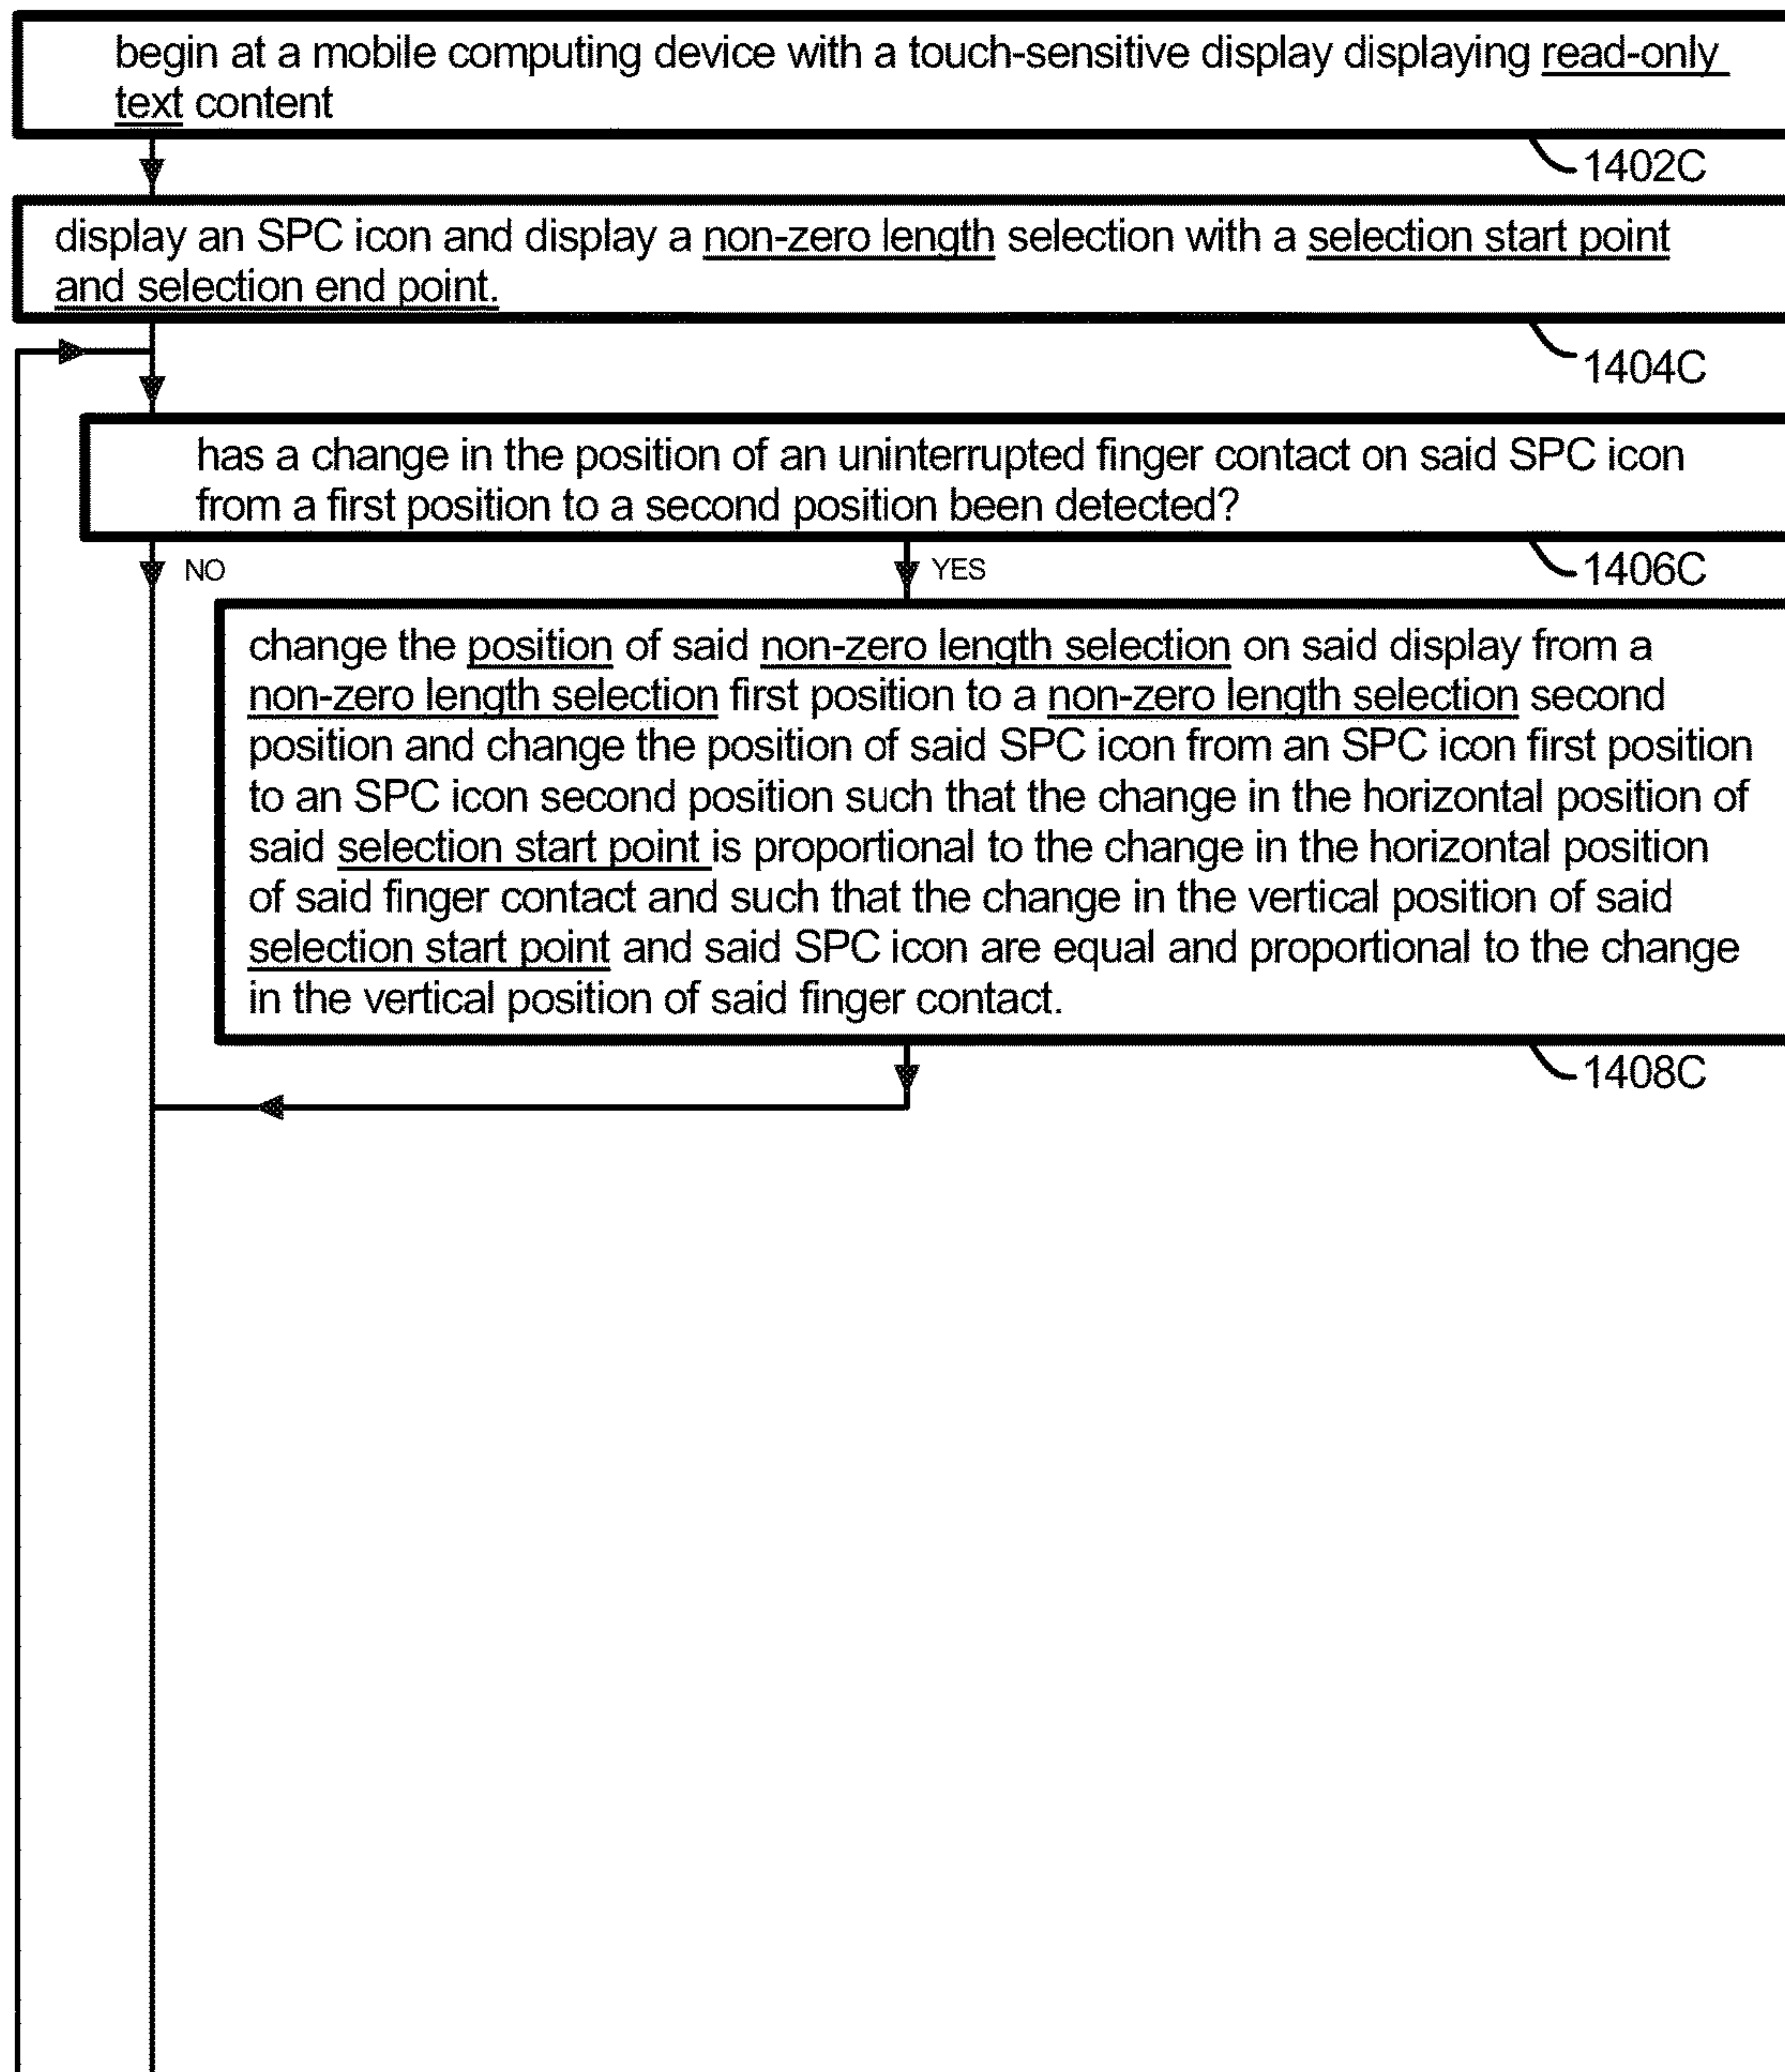 begin at a mobile computing device with a touch-sensitive display displaying read-only
text content
1402C
display an SPC icon and display a non-zero length selection with a selection start point
and selection end point.
1404C
has a change in the position of an uninterrupted finger contact on said SPC icon
from a first position to a second position been detected?
NO
YES
1406C
change the position of said non-zero length selection on said display from a
non-zero length selection first position to a non-zero length selection second
position and change the position of said SPC icon from an SPC icon first position
to an SPC icon second position such that the change in the horizontal position of
said selection start point is proportional to the change in the horizontal position
of said finger contact and such that the change in the vertical position of said
selection start point and said SPC icon are equal and proportional to the change
in the vertical position of said finger contact.
1408C